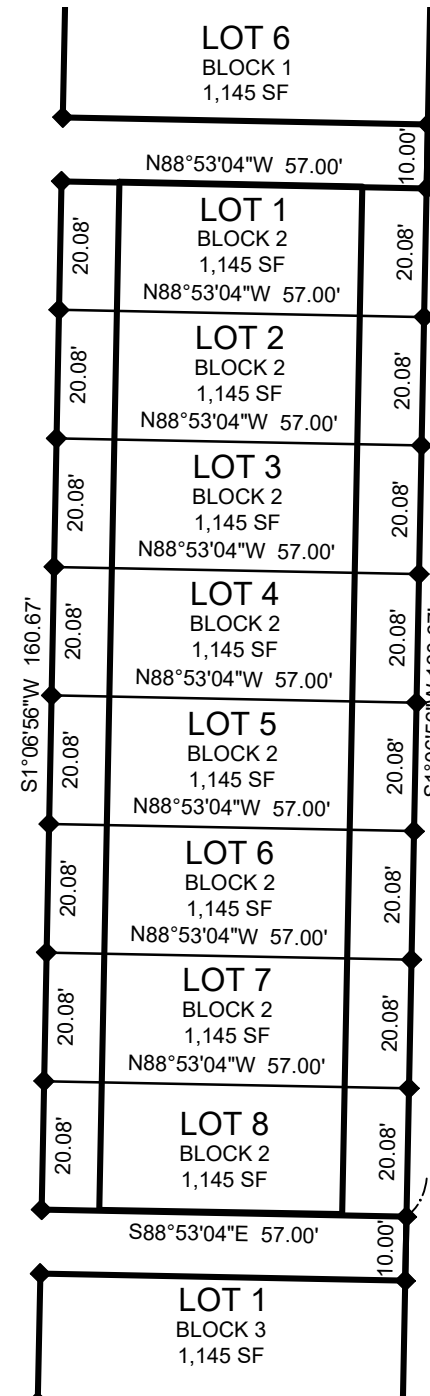 LOT 6
BLOCK 1
1,145 SF
10.00'
N88°53'04"W 57.00'
LOT 1
BLOCK 2
1,145 SF
20.08'
20.08'
N88°53'04"W 57.00'
LOT 2
BLOCK 2
1,145 SF
20.08'
20.08'
N88°53'04"W 57.00'
LOT 3
BLOCK 2
1,145 SF
20.08'
20.08'
N88°53'04"W 57.00'
LOT 4
BLOCK 2
1,145 SF
20.08'
20.08'
N88°53'04"W 57.00'
S1°06'56"W 160.67'
LOT 5
BLOCK 2
1,145 SF
20.08'
20.08'
N88°53'04"W 57.00'
LOT 6
BLOCK 2
1,145 SF
20.08'
20.08'
N88°53'04"W 57.00'
LOT 7
BLOCK 2
1,145 SF
20.08'
20.08'
N88°53'04"W 57.00'
LOT 8
BLOCK 2
1,145 SF
20.08'
20.08'
S88°53'04"E 57.00'
10.00'
LOT 1
BLOCK 3
1,145 SF